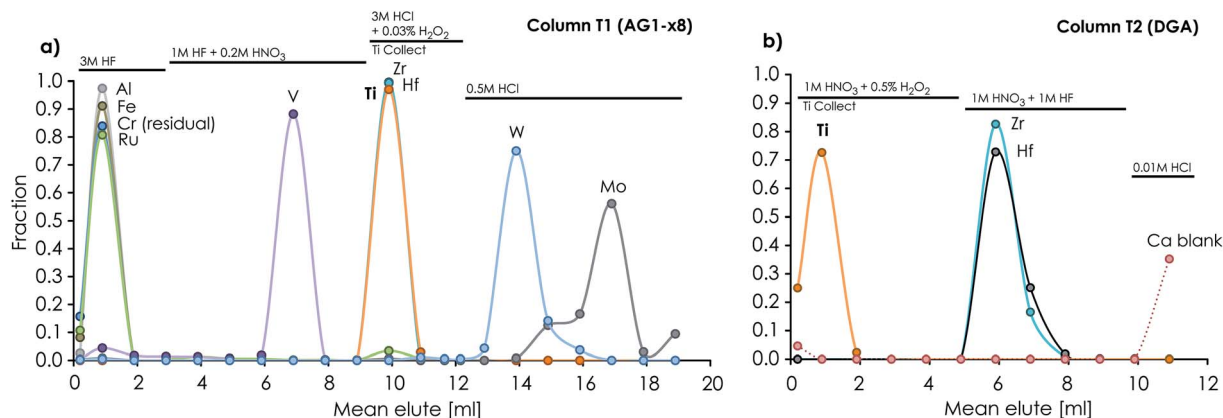 a)
3M HF
1M HF + 0.2M HNO₃
3M HCl
+ 0.03% H₂O₂
Ti Collect
Column T1 (AG1-x8)
0.5M HCl
Al
Fe
Cr (residual)
Ru
V
Ti
Zr
Hf
W
Mo
Fraction
1.0
0.9
0.8
0.7
0.6
0.5
0.4
0.3
0.2
0.1
0.0
0 2 4 6 8 10 12 14 16 18 20
Mean elute [ml]
b)
Column T2 (DGA)
1M HNO₃ + 0.5% H₂O₂
Ti Collect
1M HNO₃ + 1M HF
0.01M HCl
Ti
Zr
Hf
Ca blank
1.0
0.9
0.8
0.7
0.6
0.5
0.4
0.3
0.2
0.1
0.0
0 2 4 6 8 10 12
Mean elute [ml]